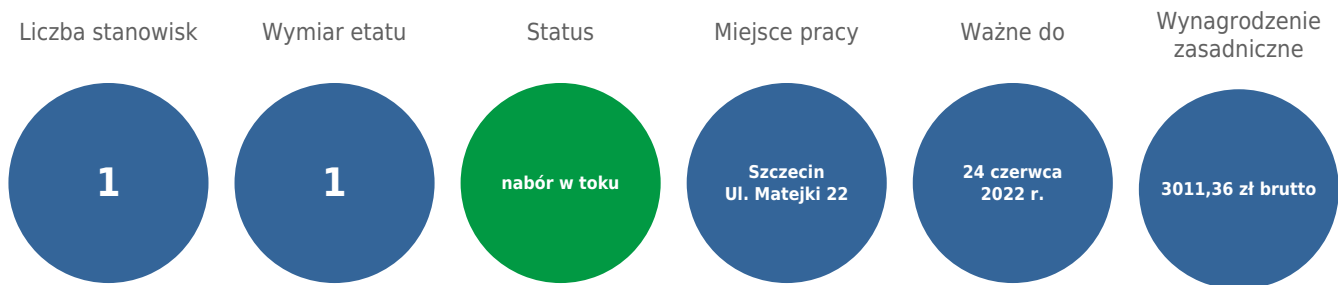 Liczba stanowisk
1
Wymiar etatu
1
Status
nabór w toku
Miejsce pracy
Szczecin
Ul. Matejki 22
Ważne do
24 czerwca
2022 r.
Wynagrodzenie
zasadnicze
3011,36 zł brutto